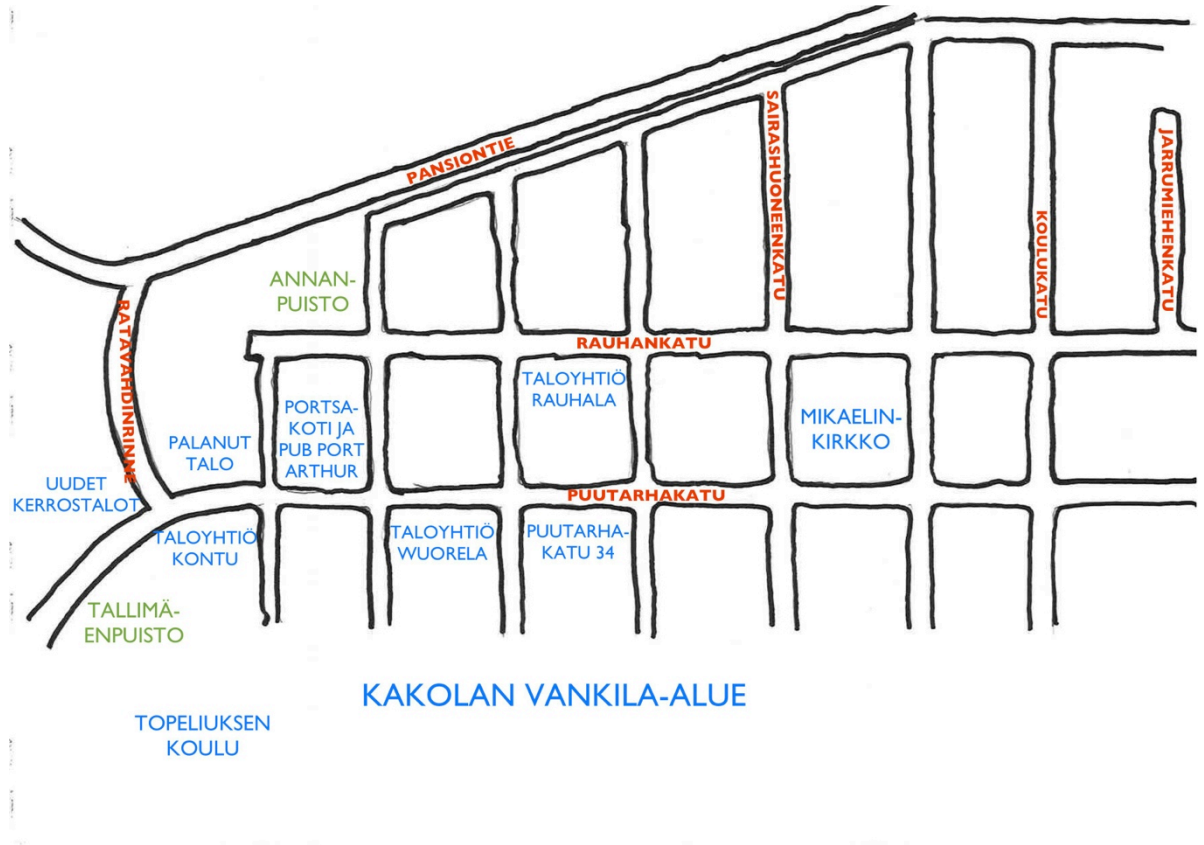 PANSIONTIE
SAIRASHUONEENKATU
JARRUMIEHENKATU
KOULUKATU
ANNAN-
PUISTO
RATAVAHDINRINNE
RAUHANKATU
TALOYHTIÖ
RAUHALA
PORTSA-
KOTI JA
PUB PORT
ARTHUR
MIKAELIN-
KIRKKO
PALANUT
TALO
UUDET
KERROSTALOT
PUUTARHAKATU
TALOYHTIÖ
KONTU
TALOYHTIÖ
WUORELA
PUUTARHA-
KATU 34
TALLIMÄ-
ENPUISTO
KAKOLAN VANKILA-ALUE
TOPELIUKSEN
KOULU